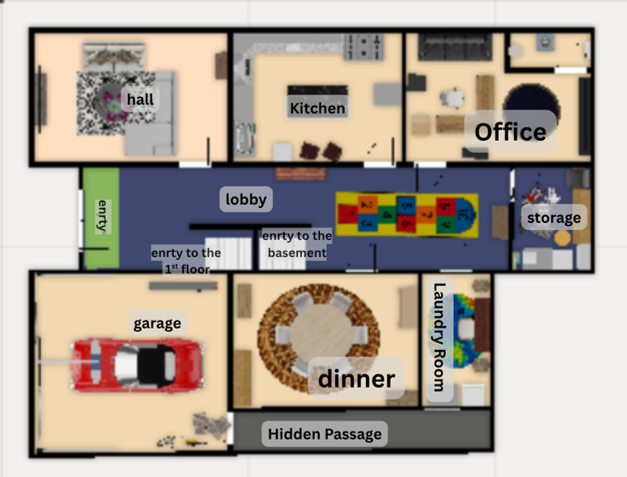 hall
Kitchen
Office
enrty
lobby
storage
enrty to the
1st floor
enrty to the
basement
garage
dinner
Laundry Room
Hidden Passage